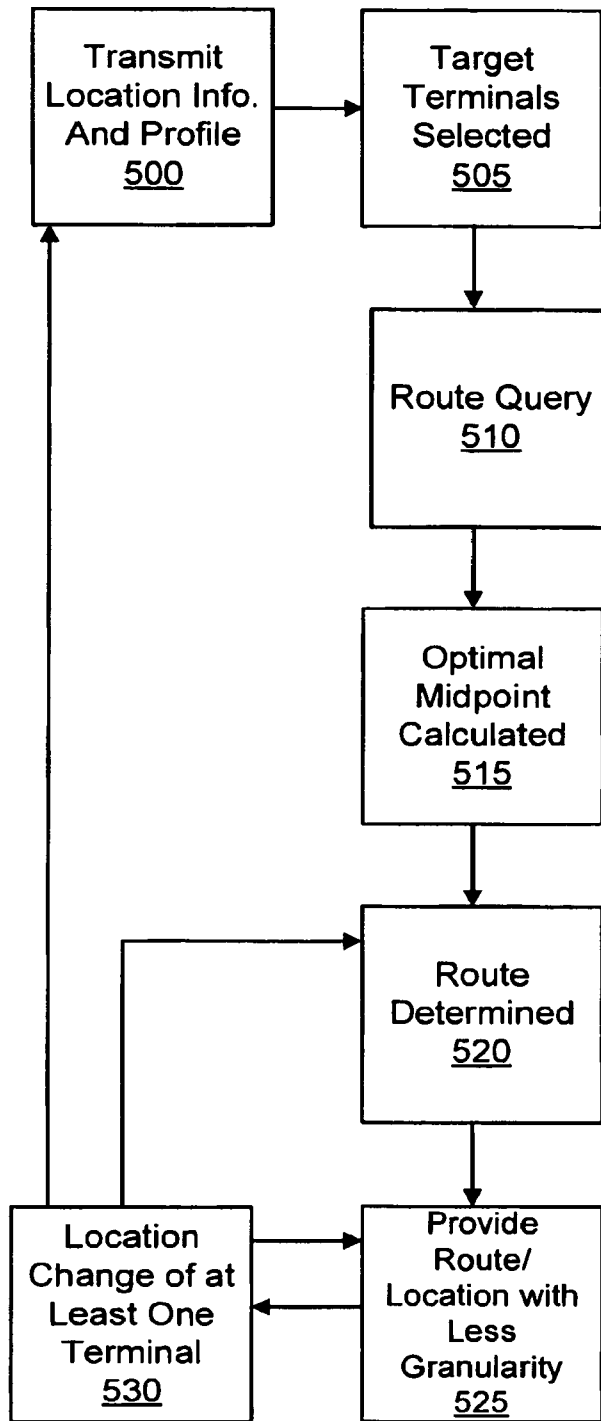 Transmit
Location Info.
And Profile
500
Target
Terminals
Selected
505
Route Query
510
Optimal
Midpoint
Calculated
515
Route
Determined
520
Provide
Route/
Location with
Less
Granularity
525
Location
Change of at
Least One
Terminal
530